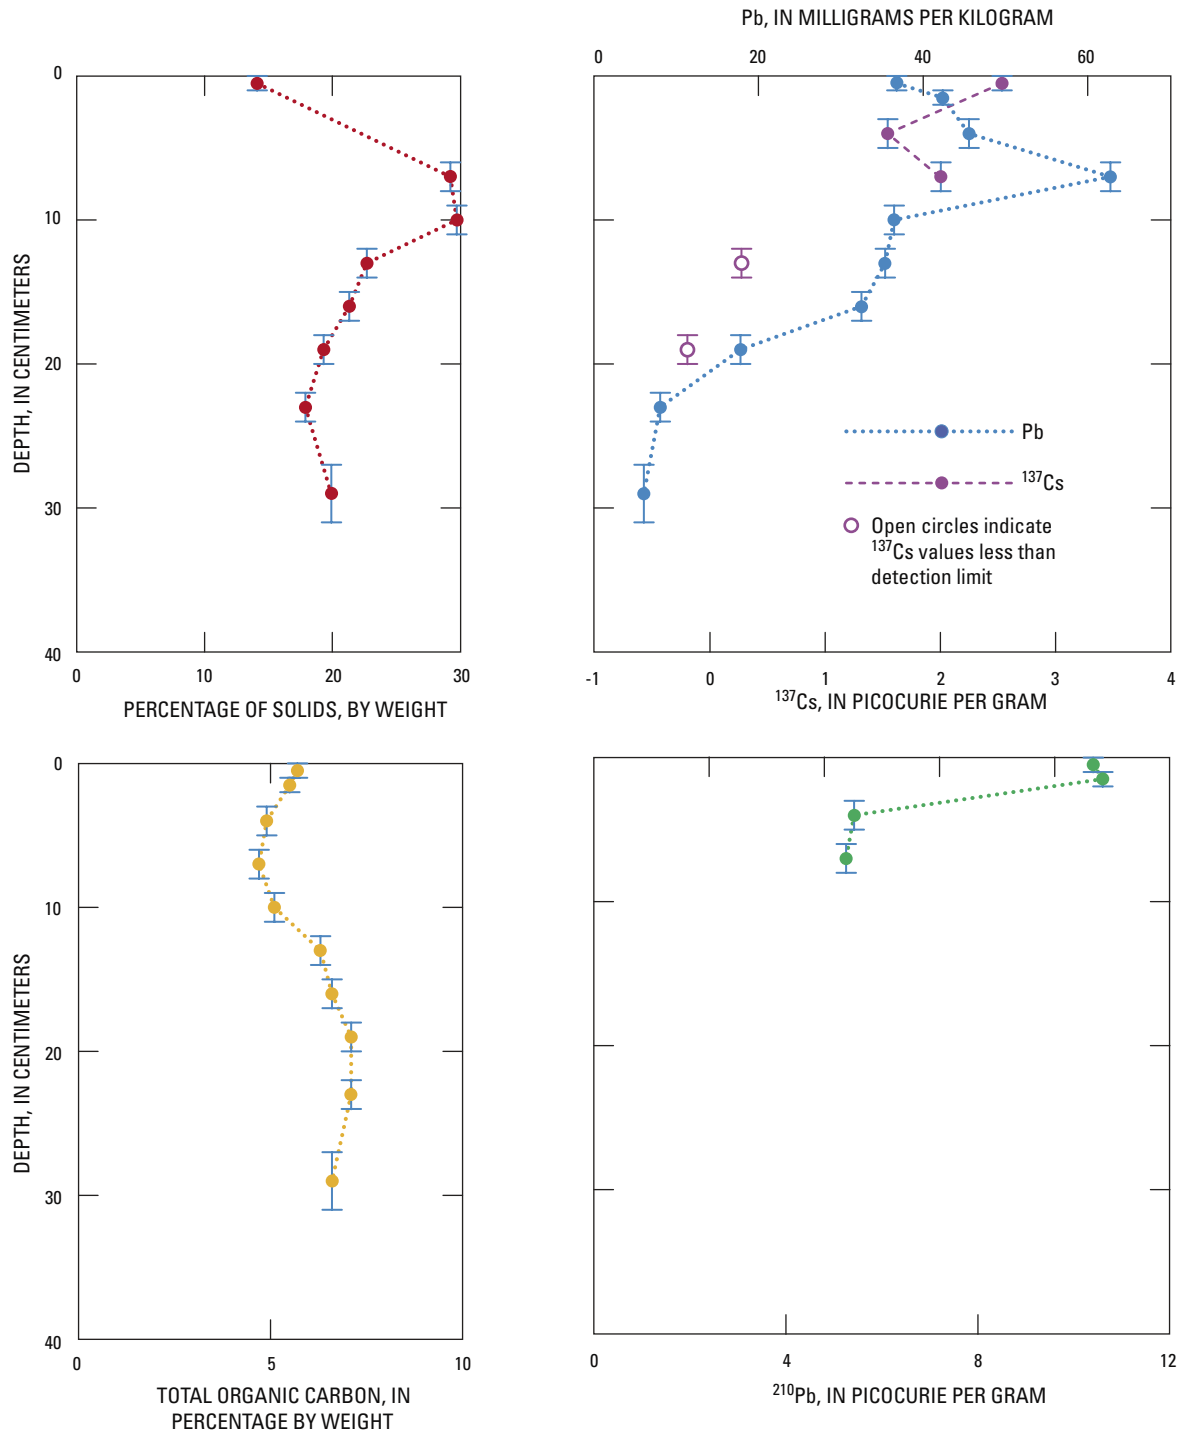 Pb, IN MILLIGRAMS PER KILOGRAM
0 20 40 60
0
10
20
30
40
DEPTH, IN CENTIMETERS
0 10 20 30
PERCENTAGE OF SOLIDS, BY WEIGHT
Pb
¹³⁷Cs
Open circles indicate
¹³⁷Cs values less than
detection limit
-1 0 1 2 3 4
¹³⁷Cs, IN PICOCURIE PER GRAM
0
10
20
30
40
DEPTH, IN CENTIMETERS
0 5 10
TOTAL ORGANIC CARBON, IN
PERCENTAGE BY WEIGHT
0 4 8 12
²¹⁰Pb, IN PICOCURIE PER GRAM